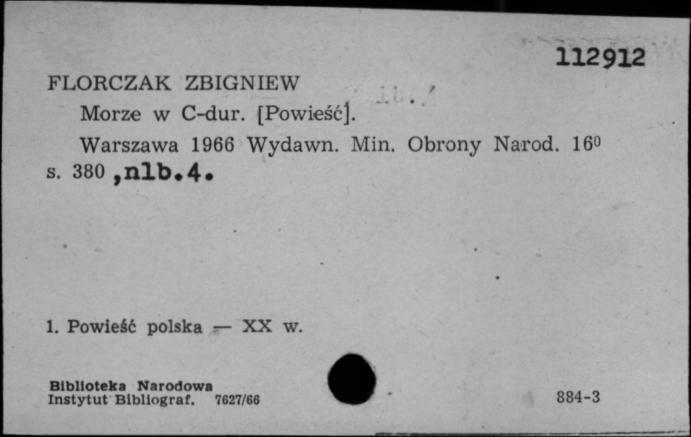 112912
FLORCZAK ZBIGNIEW
Morze w C-dur. [Powieść].
Warszawa 1966 Wydawn. Min. Obrony Narod. 16⁰
s. 380 ,nlb.4.
1. Powieść polska — XX w.
Biblioteka Narodowa
Instytut Bibliograf. 7627/66
884-3